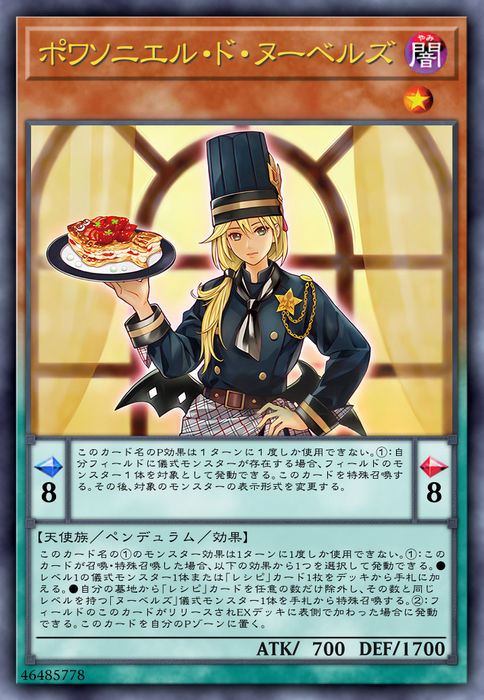 ポワソニエル・ド・ヌーベルズ
やみ
闇
このカード名のP効果は1ターンに1度しか使用できない。①:自
分フィールドに儀式モンスターが存在する場合、フィールドのモ
ンスター1体を対象として発動できる。このカードを特殊召喚す
る。その後、対象のモンスターの表示形式を変更する。
8
8
【天使族/ペンデュラム/効果】
このカード名の①のモンスター効果は1ターンに1度しか使用できない。①:この
カードが召喚・特殊召喚した場合、以下の効果から1つを選択して発動できる。●
レベル1の儀式モンスター1体または「レシピ」カード1枚をデッキから手札に加
える。●自分の墓地から「レシピ」カードを任意の数だけ除外し、その数と同じ
レベルを持つ「ヌーベルズ」儀式モンスター1体を手札から特殊召喚する。②:フ
ィールドのこのカードがリリースされEXデッキに表側で加わった場合に発動
できる。このカードを自分のPゾーンに置く。
ATK/ 700 DEF/1700
46485778